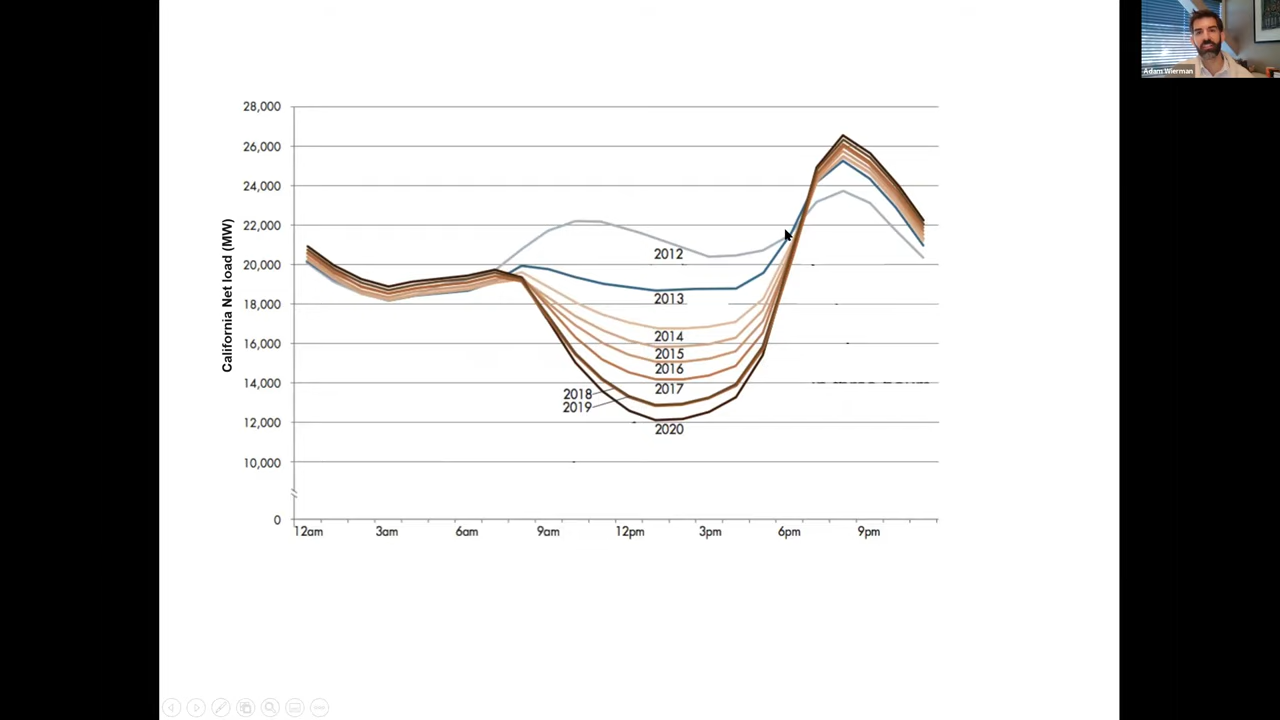 Adam Wierman
28,000
26,000
24,000
22,000
20,000
18,000
16,000
14,000
12,000
10,000
0
California Net load (MW)
2012
2013
2014
2015
2016
2017
2018
2019
2020
12am
3am
6am
9am
12pm
3pm
6pm
9pm